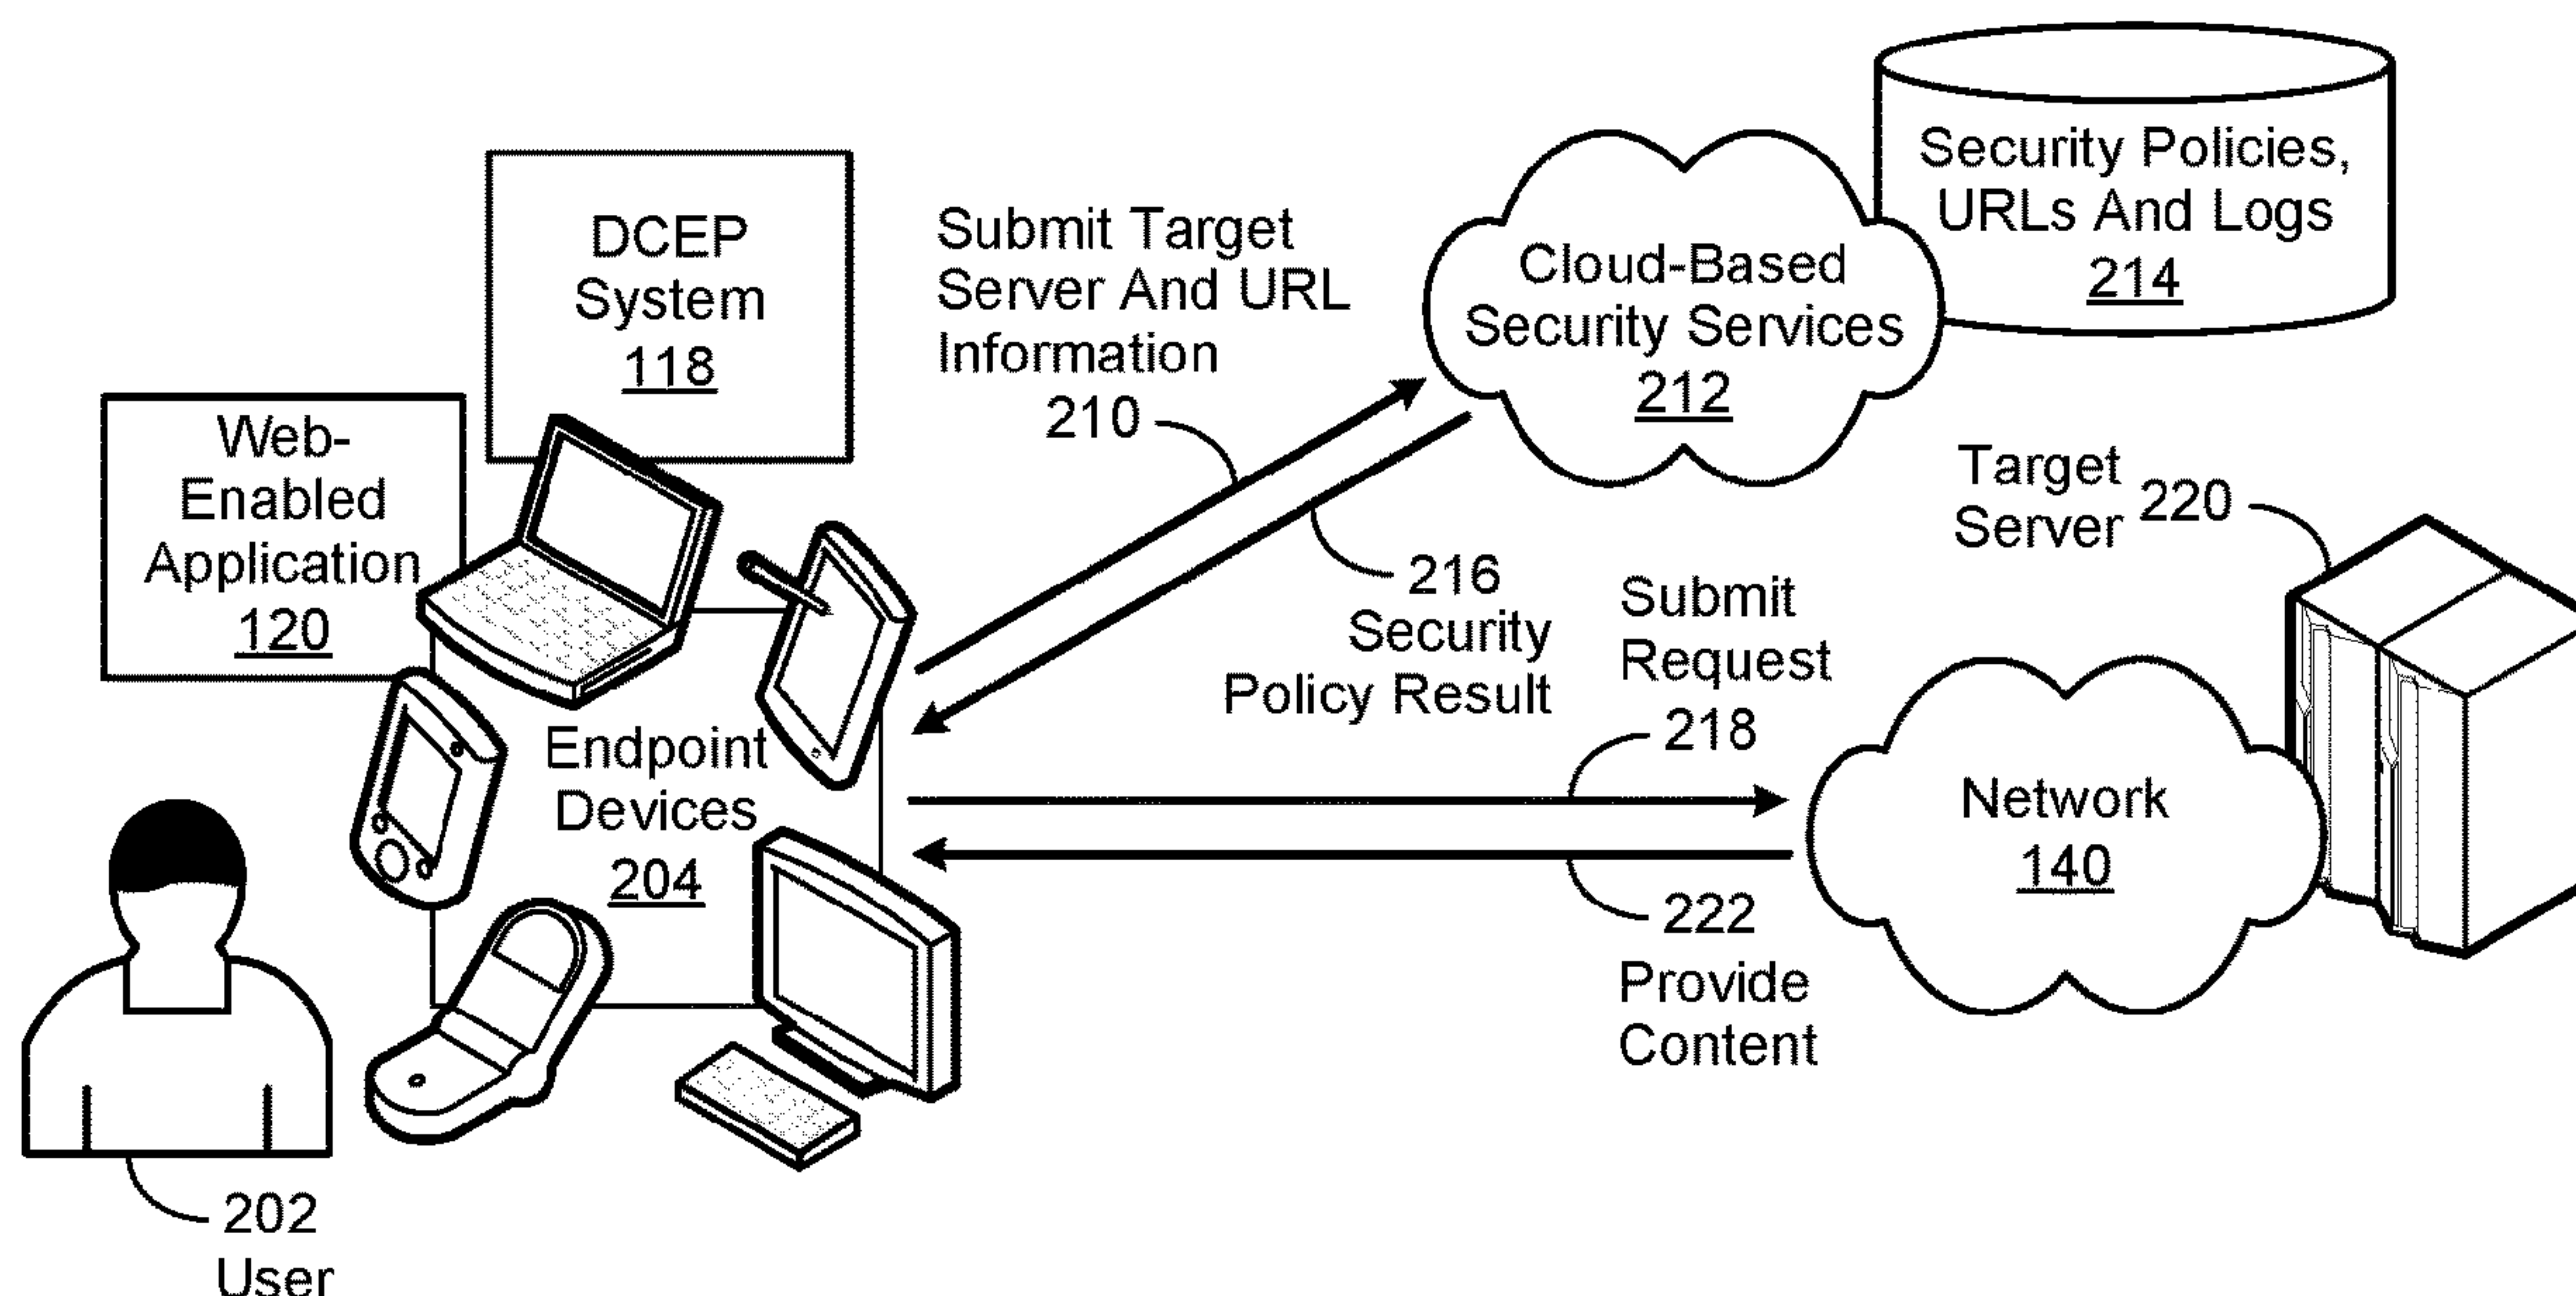 DCEP
System
118
Web-
Enabled
Application
120
Submit Target
Server And URL
Information
210
Cloud-Based
Security Services
212
Security Policies,
URLs And Logs
214
Target
Server
220
216
Security
Policy Result
Submit
Request
218
Endpoint
Devices
204
Network
140
222
Provide
Content
202
User